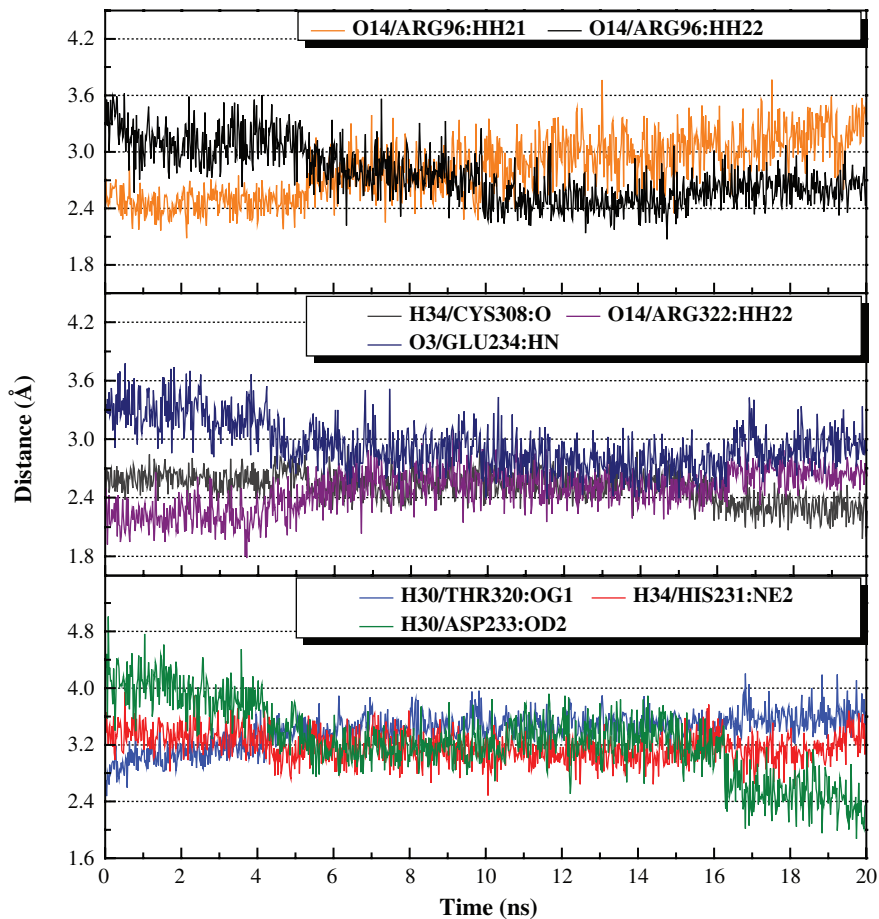 O14/ARG96:HH21 O14/ARG96:HH22
4.2
3.6
3.0
2.4
1.8
H34/CYS308:O O14/ARG322:HH22
O3/GLU234:HN
4.2
3.6
3.0
2.4
1.8
Distance (Å)
H30/THR320:OG1 H34/HIS231:NE2
H30/ASP233:OD2
4.8
4.0
3.2
2.4
1.6
0 2 4 6 8 10 12 14 16 18 20
Time (ns)